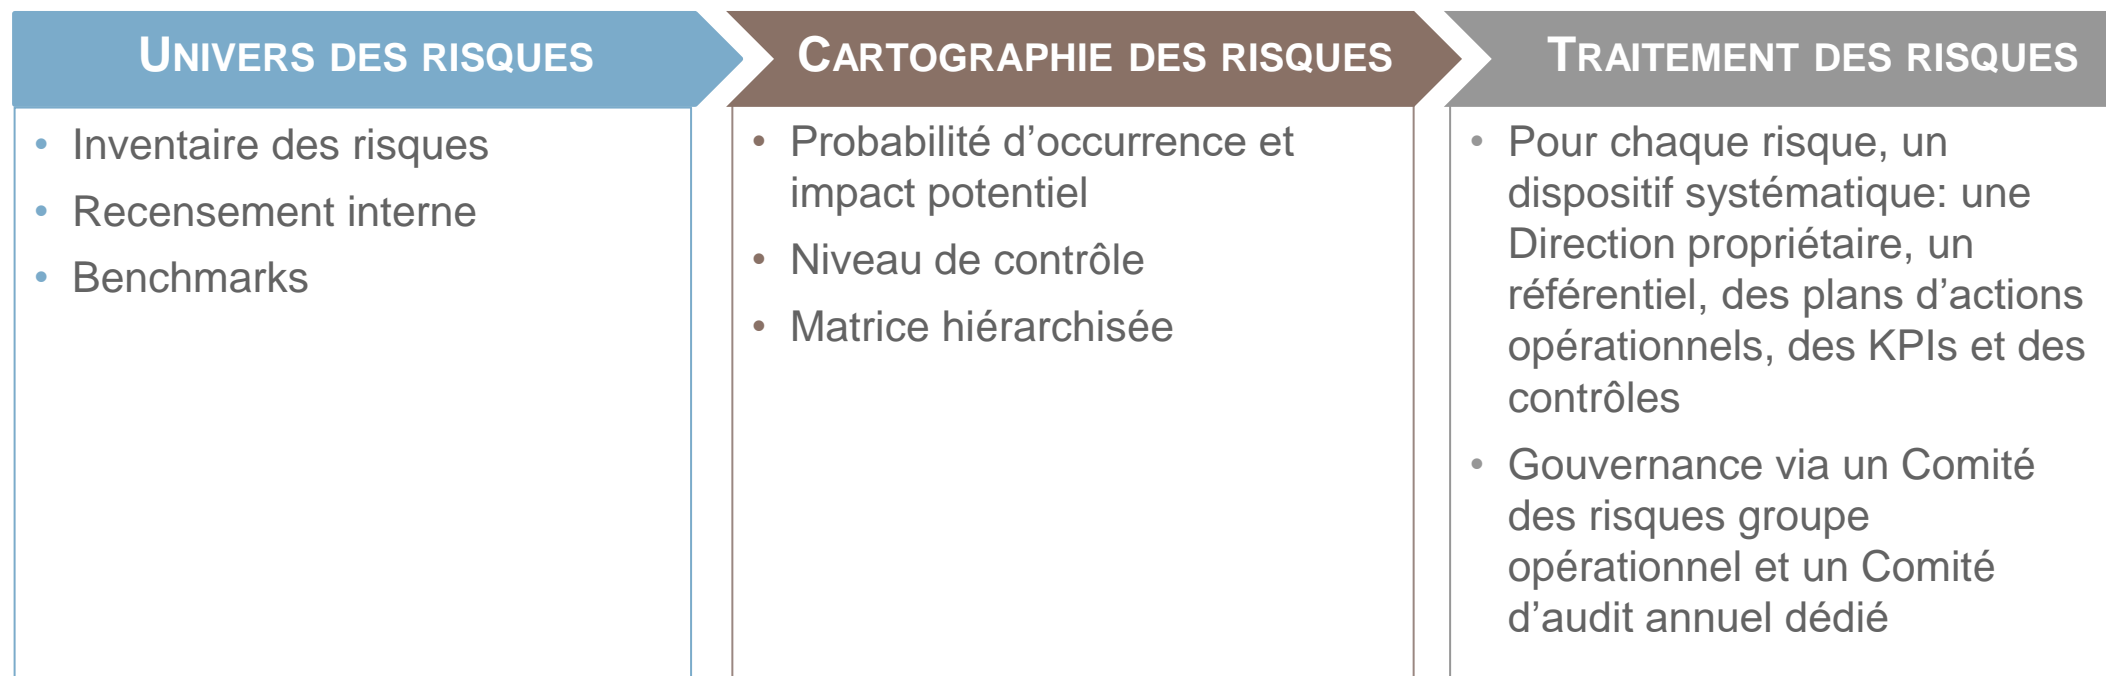 UNIVERS DES RISQUES
• Inventaire des risques
• Recensement interne
• Benchmarks
CARTOGRAPHIE DES RISQUES
• Probabilité d’occurrence et
impact potentiel
• Niveau de contrôle
• Matrice hiérarchisée
TRAITEMENT DES RISQUES
• Pour chaque risque, un
dispositif systématique: une
Direction propriétaire, un
référentiel, des plans d’actions
opérationnels, des KPIs et des
contrôles
• Gouvernance via un Comité
des risques groupe
opérationnel et un Comité
d’audit annuel dédié